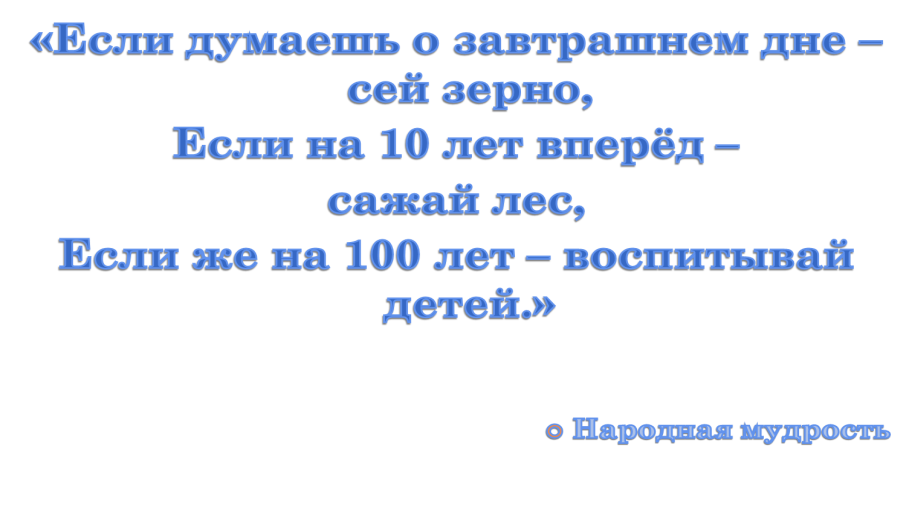 «Если думаешь о завтрашнем дне –
сей зерно,
Если на 10 лет вперёд –
сажай лес,
Если же на 100 лет – воспитывай
детей.»
Народная мудрость